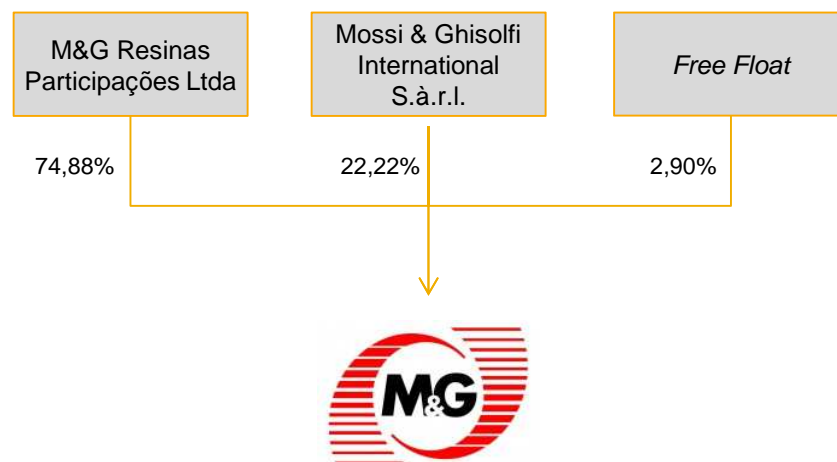 M&G Resinas
Participações Ltda
Mossi & Ghisolfi
International
S.à.r.l.
Free Float
74,88%
22,22%
2,90%
M&G